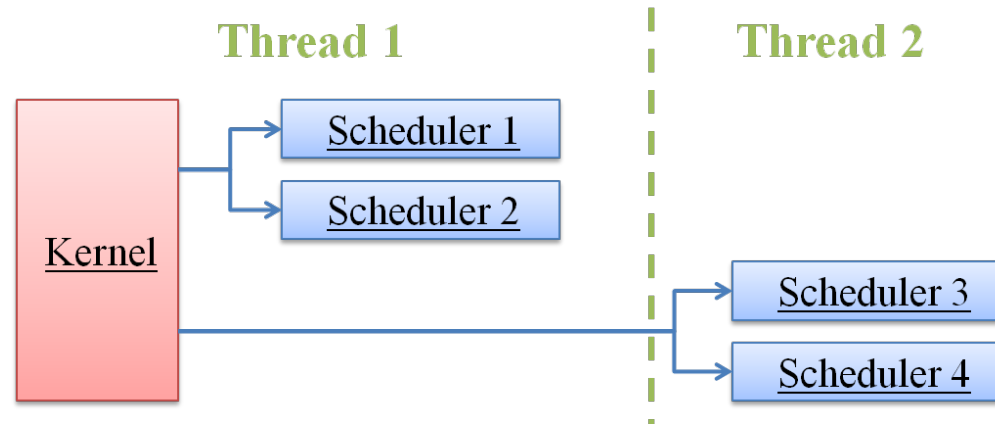 Thread 1
Thread 2
Scheduler 1
Scheduler 2
Kernel
Scheduler 3
Scheduler 4